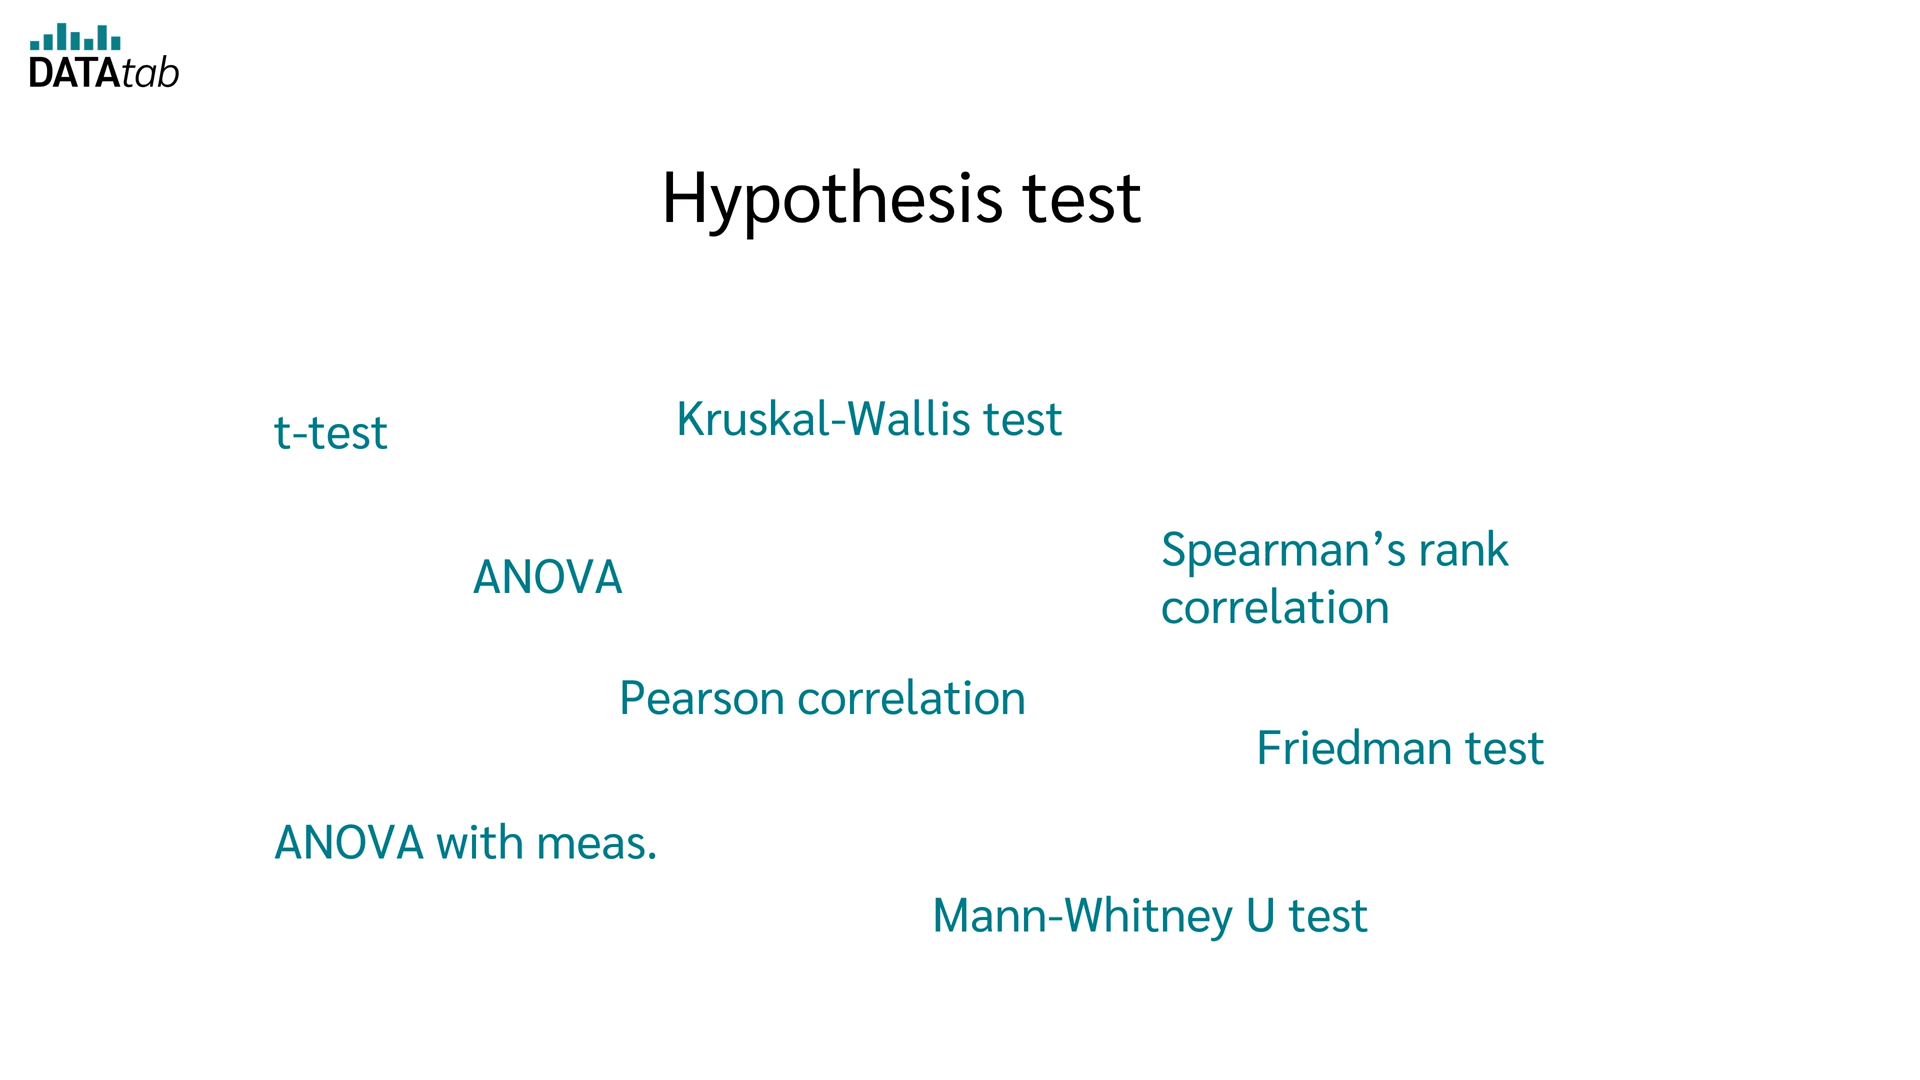 DATAtab
Hypothesis test
t-test
Kruskal-Wallis test
ANOVA
Spearman’s rank
correlation
Pearson correlation
Friedman test
ANOVA with meas.
Mann-Whitney U test